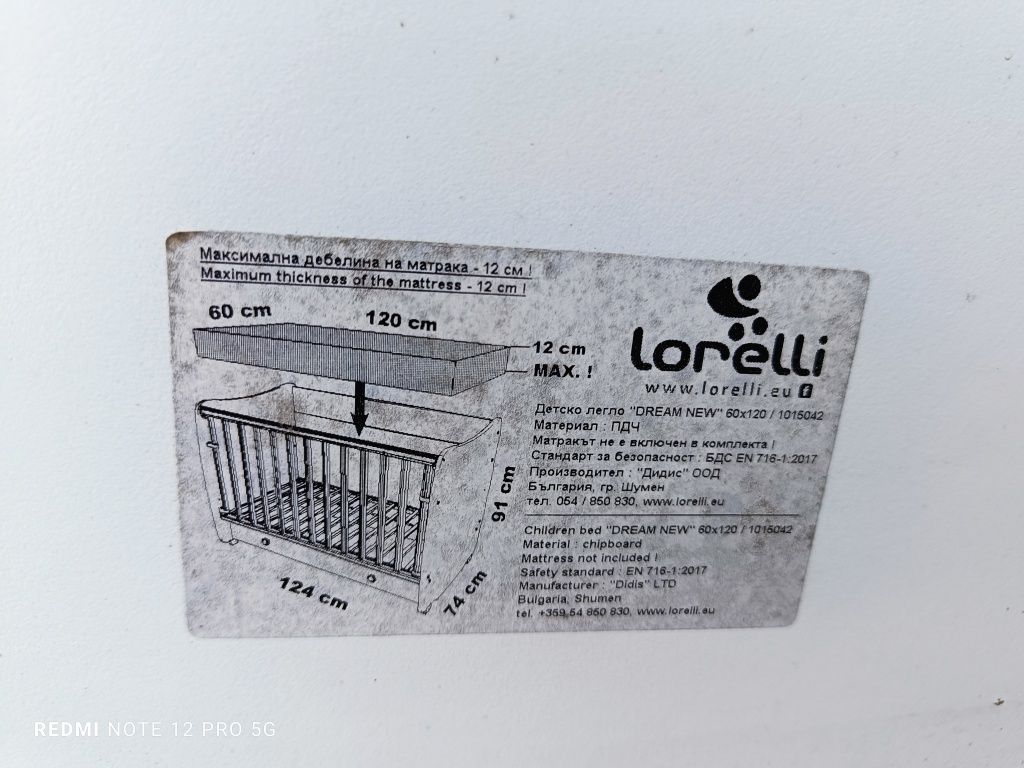 Максимална дебелина на матрака - 12 см !
Maximum thickness of the mattress - 12 cm !
60 cm
120 cm
12 cm
MAX. !
91 cm
124 cm
74 cm
lorelli
www.lorelli.eu f
Детско легло "DREAM NEW" 60x120 / 1015042
Материал : ПДЧ
Матракът не е включен в комплекта !
Стандарт за безопасност : БДС EN 716-1:2017
Производител : "Дидис" ООД
България, гр. Шумен
тел. 054 / 850 830, www.lorelli.eu
Children bed "DREAM NEW" 60x120 / 1015042
Material : chipboard
Mattress not included !
Safety standard : EN 716-1:2017
Manufacturer : "Didis" LTD
Bulgaria, Shumen
tel. +359 54 850 830, www.lorelli.eu
REDMI NOTE 12 PRO 5G